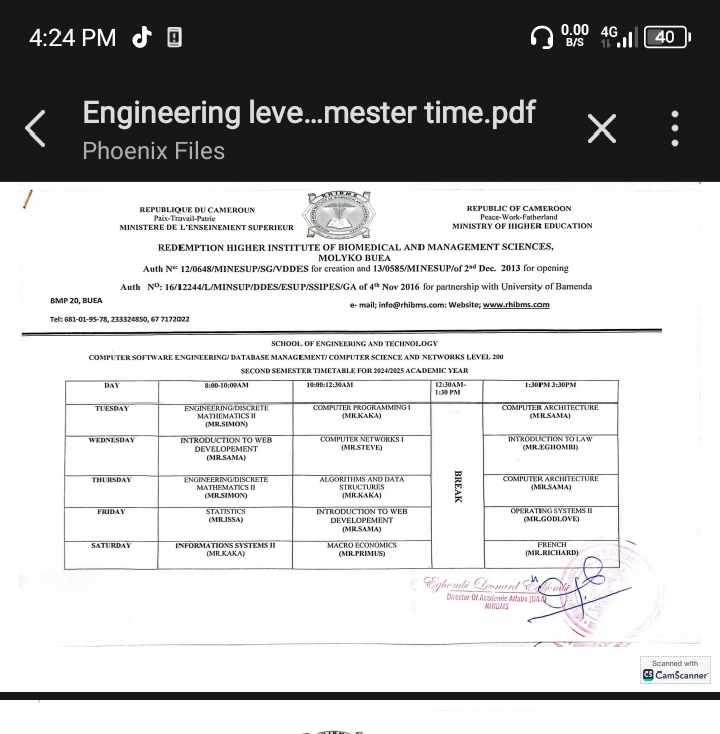 4:24 PM
0.00 B/S 4G 40
Engineering leve...mester time.pdf
Phoenix Files
REPUBLIQUE DU CAMEROUN
Paix-Travail-Patrie
MINISTERE DE L'ENSEINEMENT SUPERIEUR
REPUBLIC OF CAMEROON
Peace-Work-Fatherland
MINISTRY OF HIGHER EDUCATION
REDEMPTION HIGHER INSTITUTE OF BIOMEDICAL AND MANAGEMENT SCIENCES,
MOLYKO BUEA
Auth Nᵒᶜ 12/0648/MINESUP/SG/VDDES for creation and 13/0585/MINESUP/of 2ⁿᵈ Dec. 2013 for opening
Auth Nᴼ: 16/12244/L/MINSUP/DDES/ESUP/SSIPES/GA of 4ᵗʰ Nov 2016 for partnership with University of Bamenda
BMP 20, BUEA
e- mail; info@rhibms.com: Website; www.rhibms.com
Tel: 681-01-95-78, 233324850, 67 7172022
SCHOOL OF ENGINEERING AND TECHNOLOGY
COMPUTER SOFTWARE ENGINEERING/ DATABASE MANAGEMENT/ COMPUTER SCIENCE AND NETWORKS LEVEL 200
SECOND SEMESTER TIMETABLE FOR 2024/2025 ACADEMIC YEAR
DAY 8:00-10:00AM 10:00:12:30AM 12:30AM-
1:30 PM 1:30PM 3:30PM
TUESDAY
ENGINEERING/DISCRETE
MATHEMATICS II
(MR.SIMON)
COMPUTER PROGRAMMING I
(MR.KAKA)
COMPUTER ARCHITECTURE
(MR.SAMA)
WEDNESDAY
INTRODUCTION TO WEB
DEVELOPEMENT
(MR.SAMA)
COMPUTER NETWORKS I
(MR.STEVE)
INTRODUCTION TO LAW
(MR.EGHOMBI)
BREAK
THURSDAY
ENGINEERING/DISCRETE
MATHEMATICS II
(MR.SIMON)
ALGORITHMS AND DATA
STRUCTURES
(MR.KAKA)
COMPUTER ARCHITECTURE
(MR.SAMA)
FRIDAY
STATISTICS
(MR.ISSA)
INTRODUCTION TO WEB
DEVELOPEMENT
(MR.SAMA)
OPERATING SYSTEMS II
(MR.GODLOVE)
SATURDAY
INFORMATIONS SYSTEMS II
(MR.KAKA)
MACRO ECONOMICS
(MR.PRIMUS)
FRENCH
(MR.RICHARD)
Eghombi Leonard
Director Of Academic Affairs (DAA)
RHIBMS
Scanned with
CS CamScanner